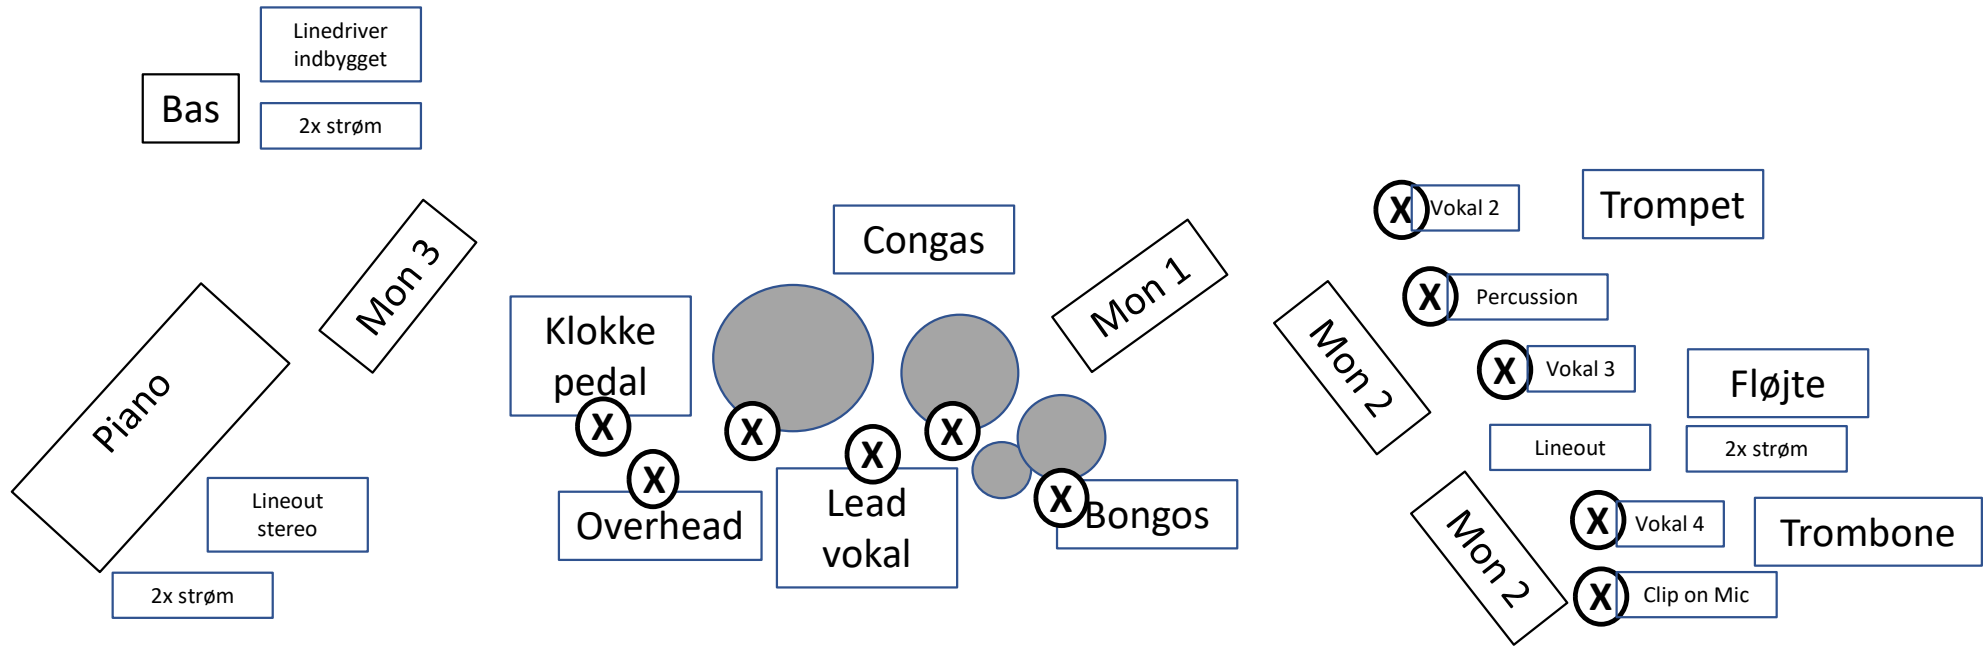 Linedriver
indbygget
Bas
2x strøm
Mon 3
Piano
Lineout
stereo
2x strøm
Klokke
pedal
X
X
Overhead
Congas
X
X
X
Lead
vokal
X
Bongos
Mon 1
X
Vokal 2
Trompet
X
Percussion
Mon 2
X
Vokal 3
Fløjte
Lineout
2x strøm
Mon 2
X
Vokal 4
Trombone
X
Clip on Mic